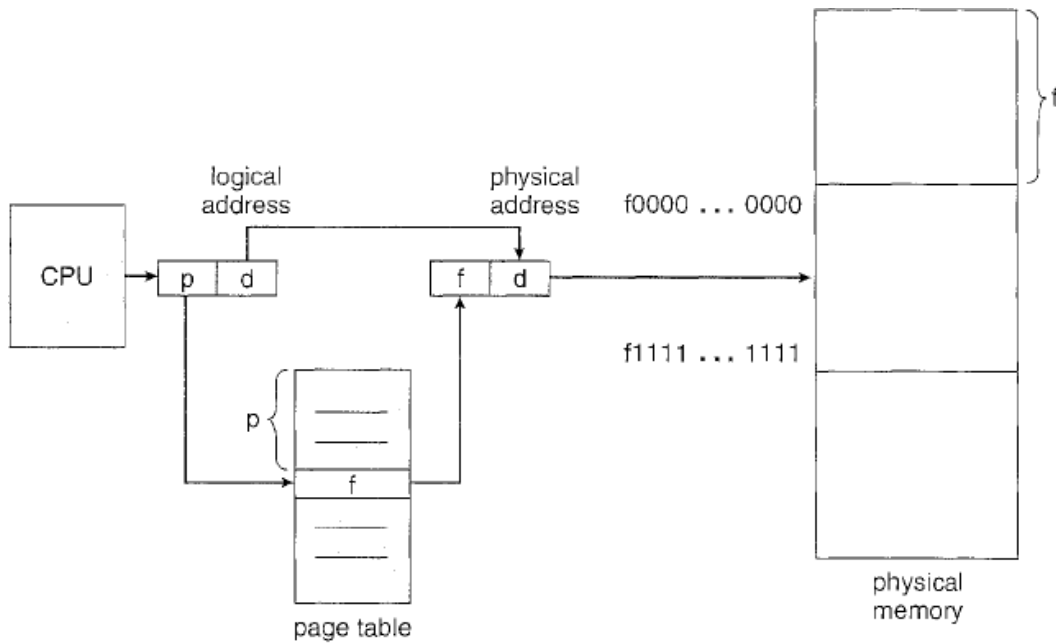 f
logical
address
physical
address
f0000 ... 0000
CPU
p d
f d
f1111 ... 1111
p
f
page table
physical
memory